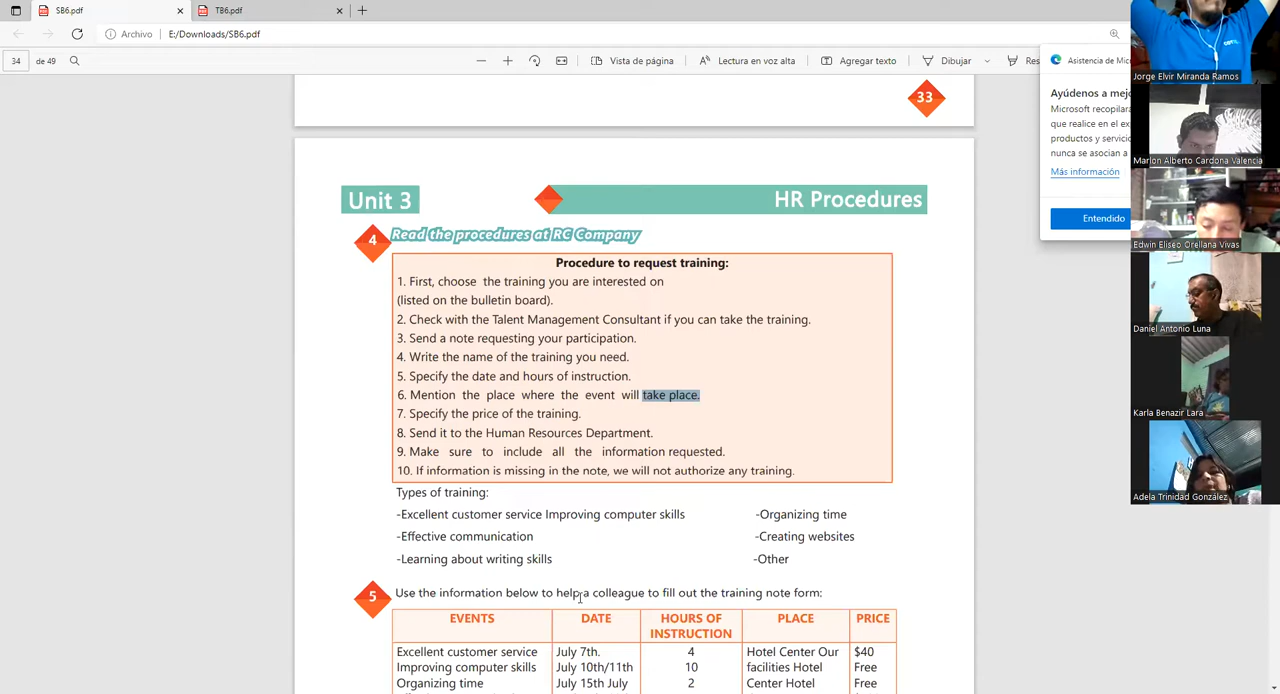 SB6.pdf
TB6.pdf
Archivo
E:/Downloads/SB6.pdf
34
de 49
Vista de página
Lectura en voz alta
Agregar texto
Dibujar
33
Asistencia de
Ayúdenos a
Microsoft
que realice en el
productos y
nunca se asocian a
Más información
Entendido
Unit 3
HR Procedures
4
Read the procedures at RC Company
Procedure to request training:
1. First, choose the training you are interested on
(listed on the bulletin board).
2. Check with the Talent Management Consultant if you can take the training.
3. Send a note requesting your participation.
4. Write the name of the training you need.
5. Specify the date and hours of instruction.
6. Mention the place where the event will take place.
7. Specify the price of the training.
8. Send it to the Human Resources Department.
9. Make sure to include all the information requested.
10. If information is missing in the note, we will not authorize any training.
Types of training:
-Excellent customer service Improving computer skills
-Organizing time
-Effective communication
-Creating websites
-Learning about writing skills
-Other
5
Use the information below to help a colleague to fill out the training note form:
EVENTS DATE HOURS OF INSTRUCTION PLACE PRICE
Excellent customer service July 7th. 4 Hotel Center Our $40
Improving computer skills July 10th/11th 10 facilities Hotel Free
Organizing time July 15th July 2 Center Hotel Free
Jorge Elvir Miranda Ramos
Marlon Alberto Cardona Valencia
Edwin Eliseo Orellana Vivas
Daniel Antonio Luna
Karla Benazir Lara
Adela Trinidad González